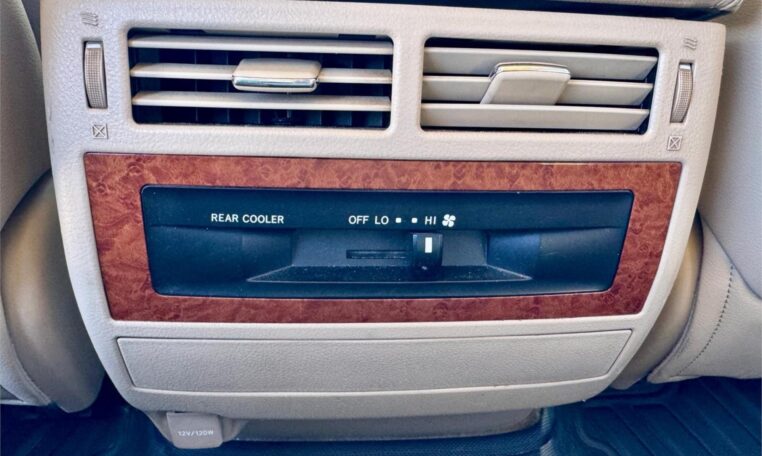 REAR COOLER OFF LO HI
12V/120W